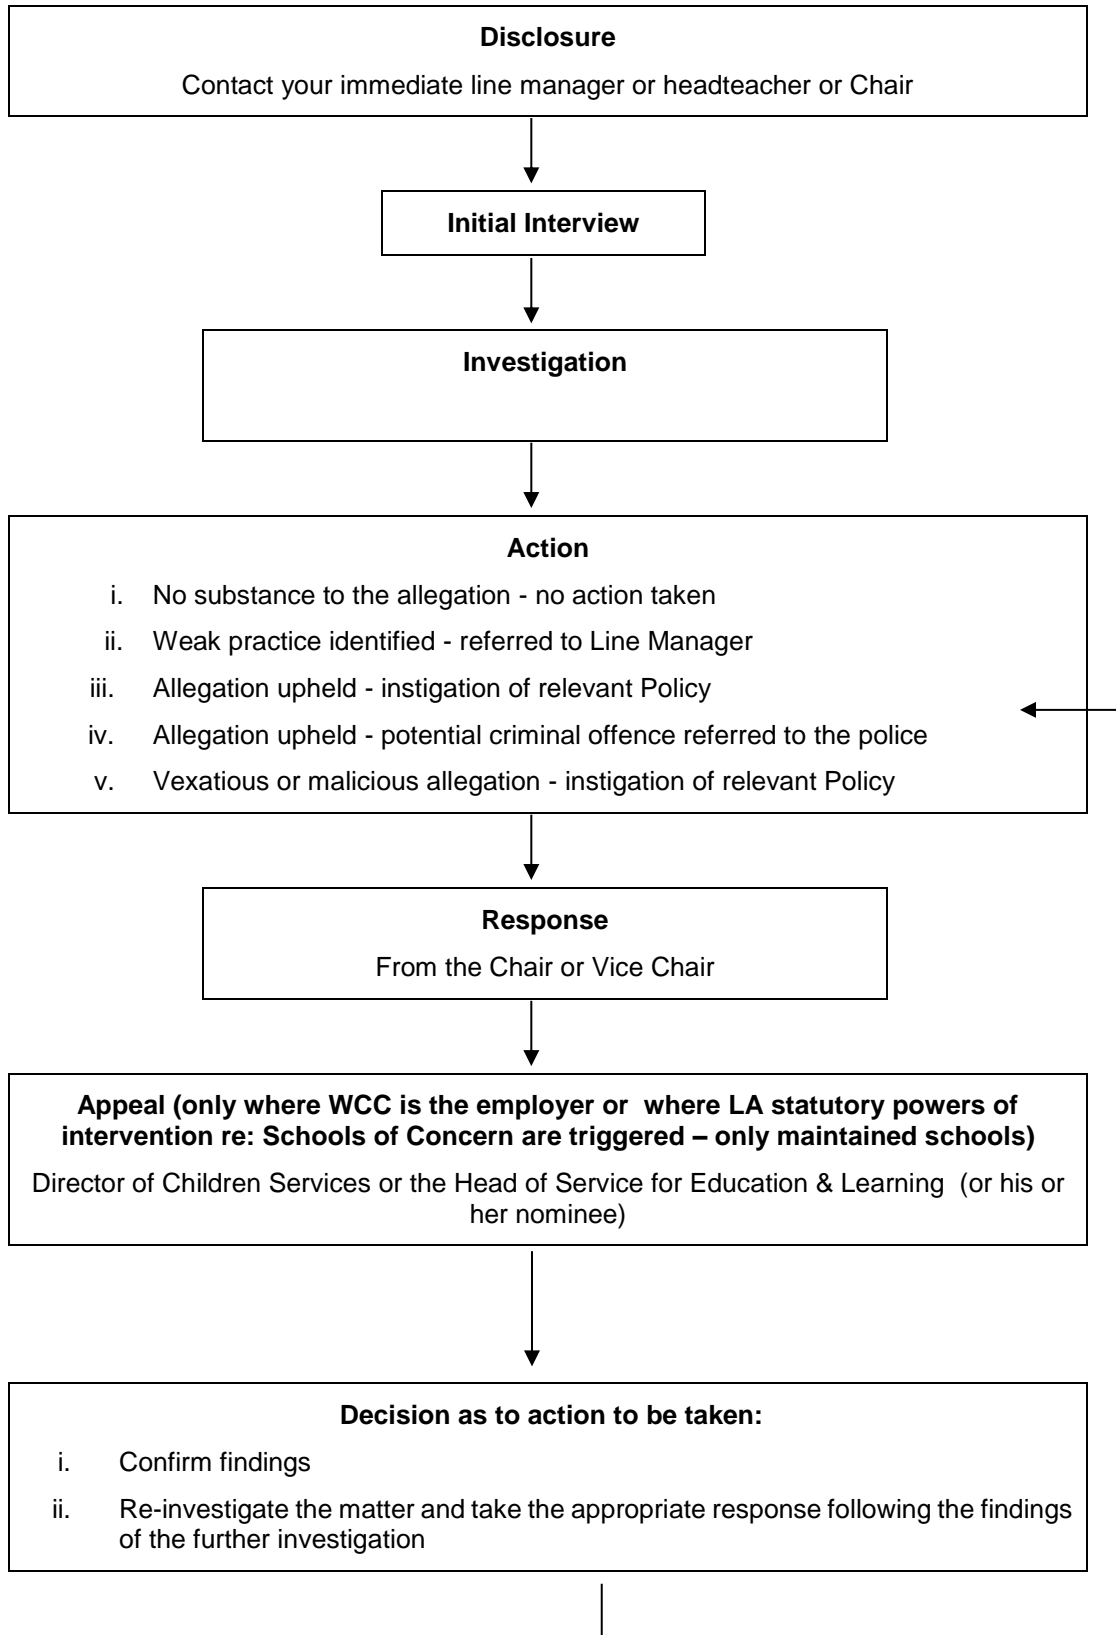 Disclosure
Contact your immediate line manager or headteacher or Chair
Initial Interview
Investigation
Action
i. No substance to the allegation - no action taken
ii. Weak practice identified - referred to Line Manager
iii. Allegation upheld - instigation of relevant Policy
iv. Allegation upheld - potential criminal offence referred to the police
v. Vexatious or malicious allegation - instigation of relevant Policy
Response
From the Chair or Vice Chair
Appeal (only where WCC is the employer or where LA statutory powers of
intervention re: Schools of Concern are triggered – only maintained schools)
Director of Children Services or the Head of Service for Education & Learning (or his or
her nominee)
Decision as to action to be taken:
i. Confirm findings
ii. Re-investigate the matter and take the appropriate response following the findings
of the further investigation